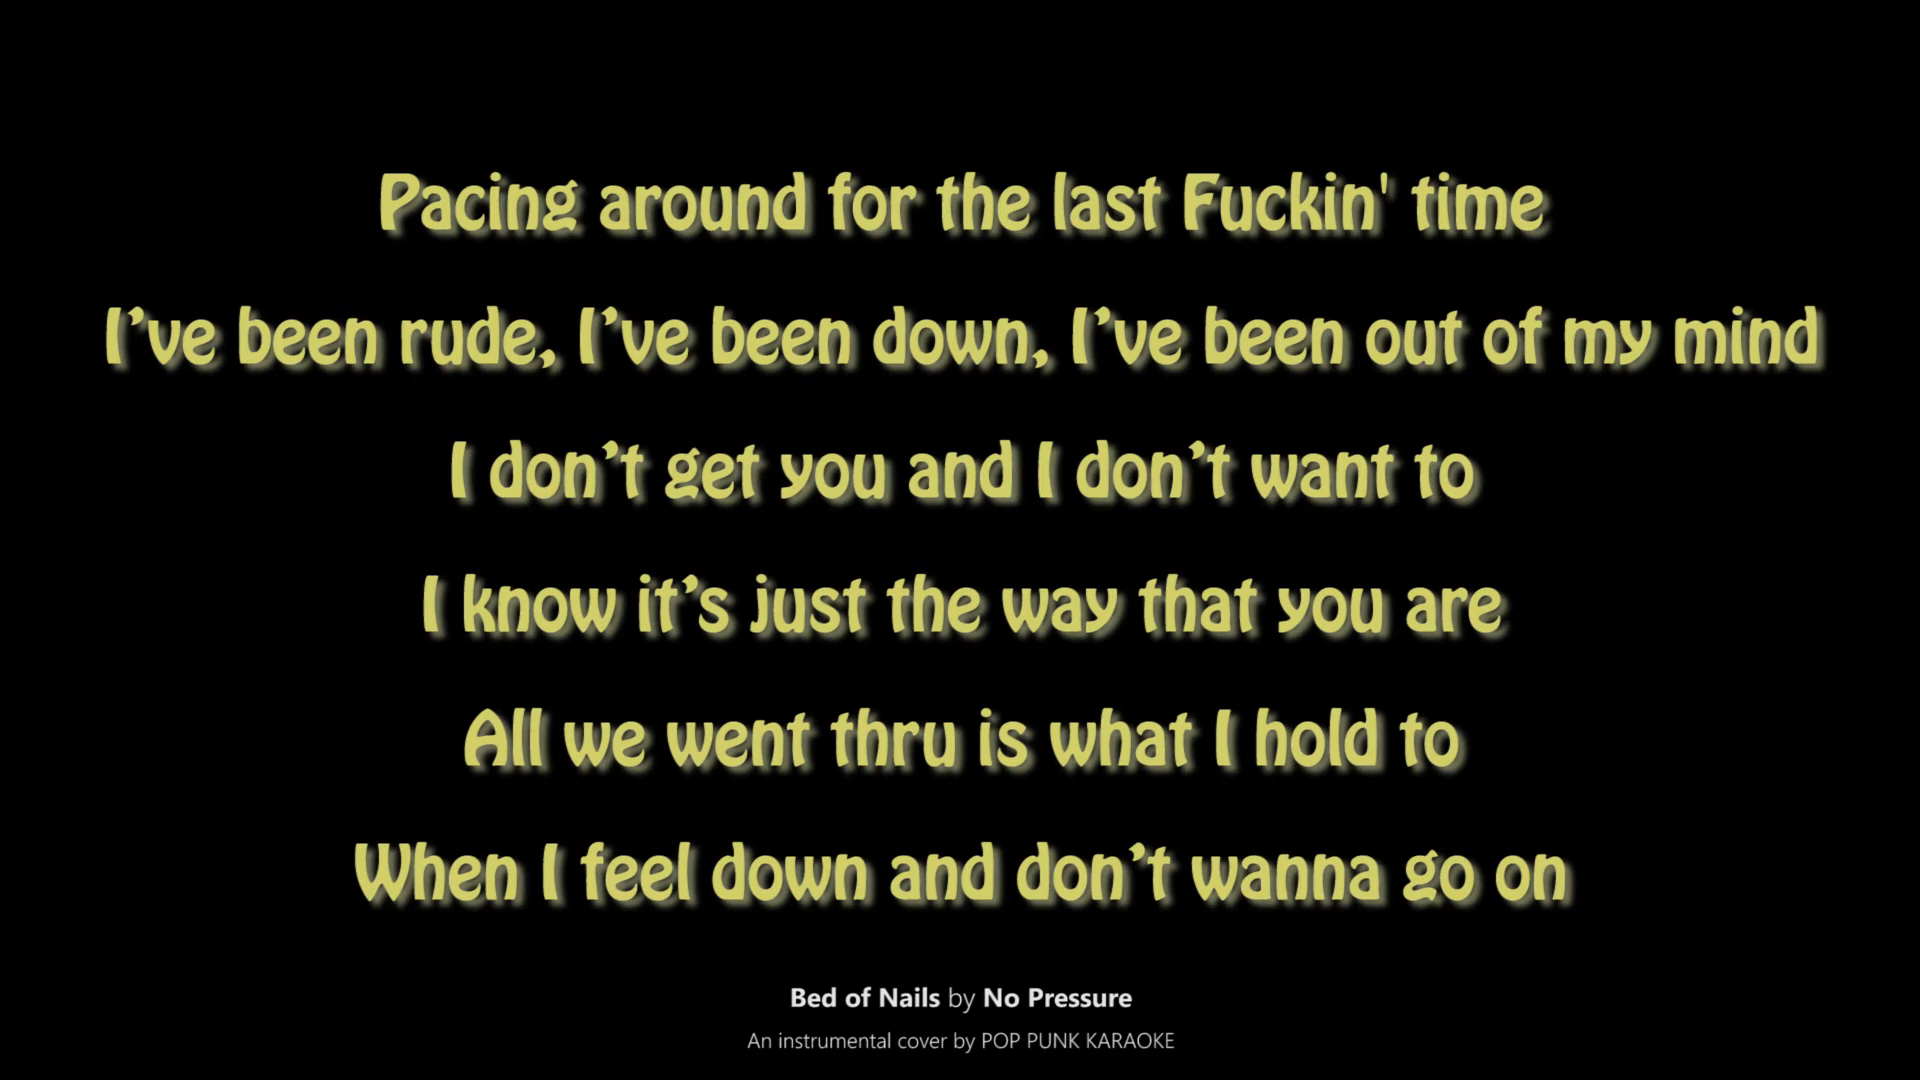 Pacing around for the last Fuckin' time
I’ve been rude, I’ve been down, I’ve been out of my mind
I don’t get you and I don’t want to
I know it’s just the way that you are
All we went thru is what I hold to
When I feel down and don’t wanna go on
Bed of Nails by No Pressure
An instrumental cover by POP PUNK KARAOKE